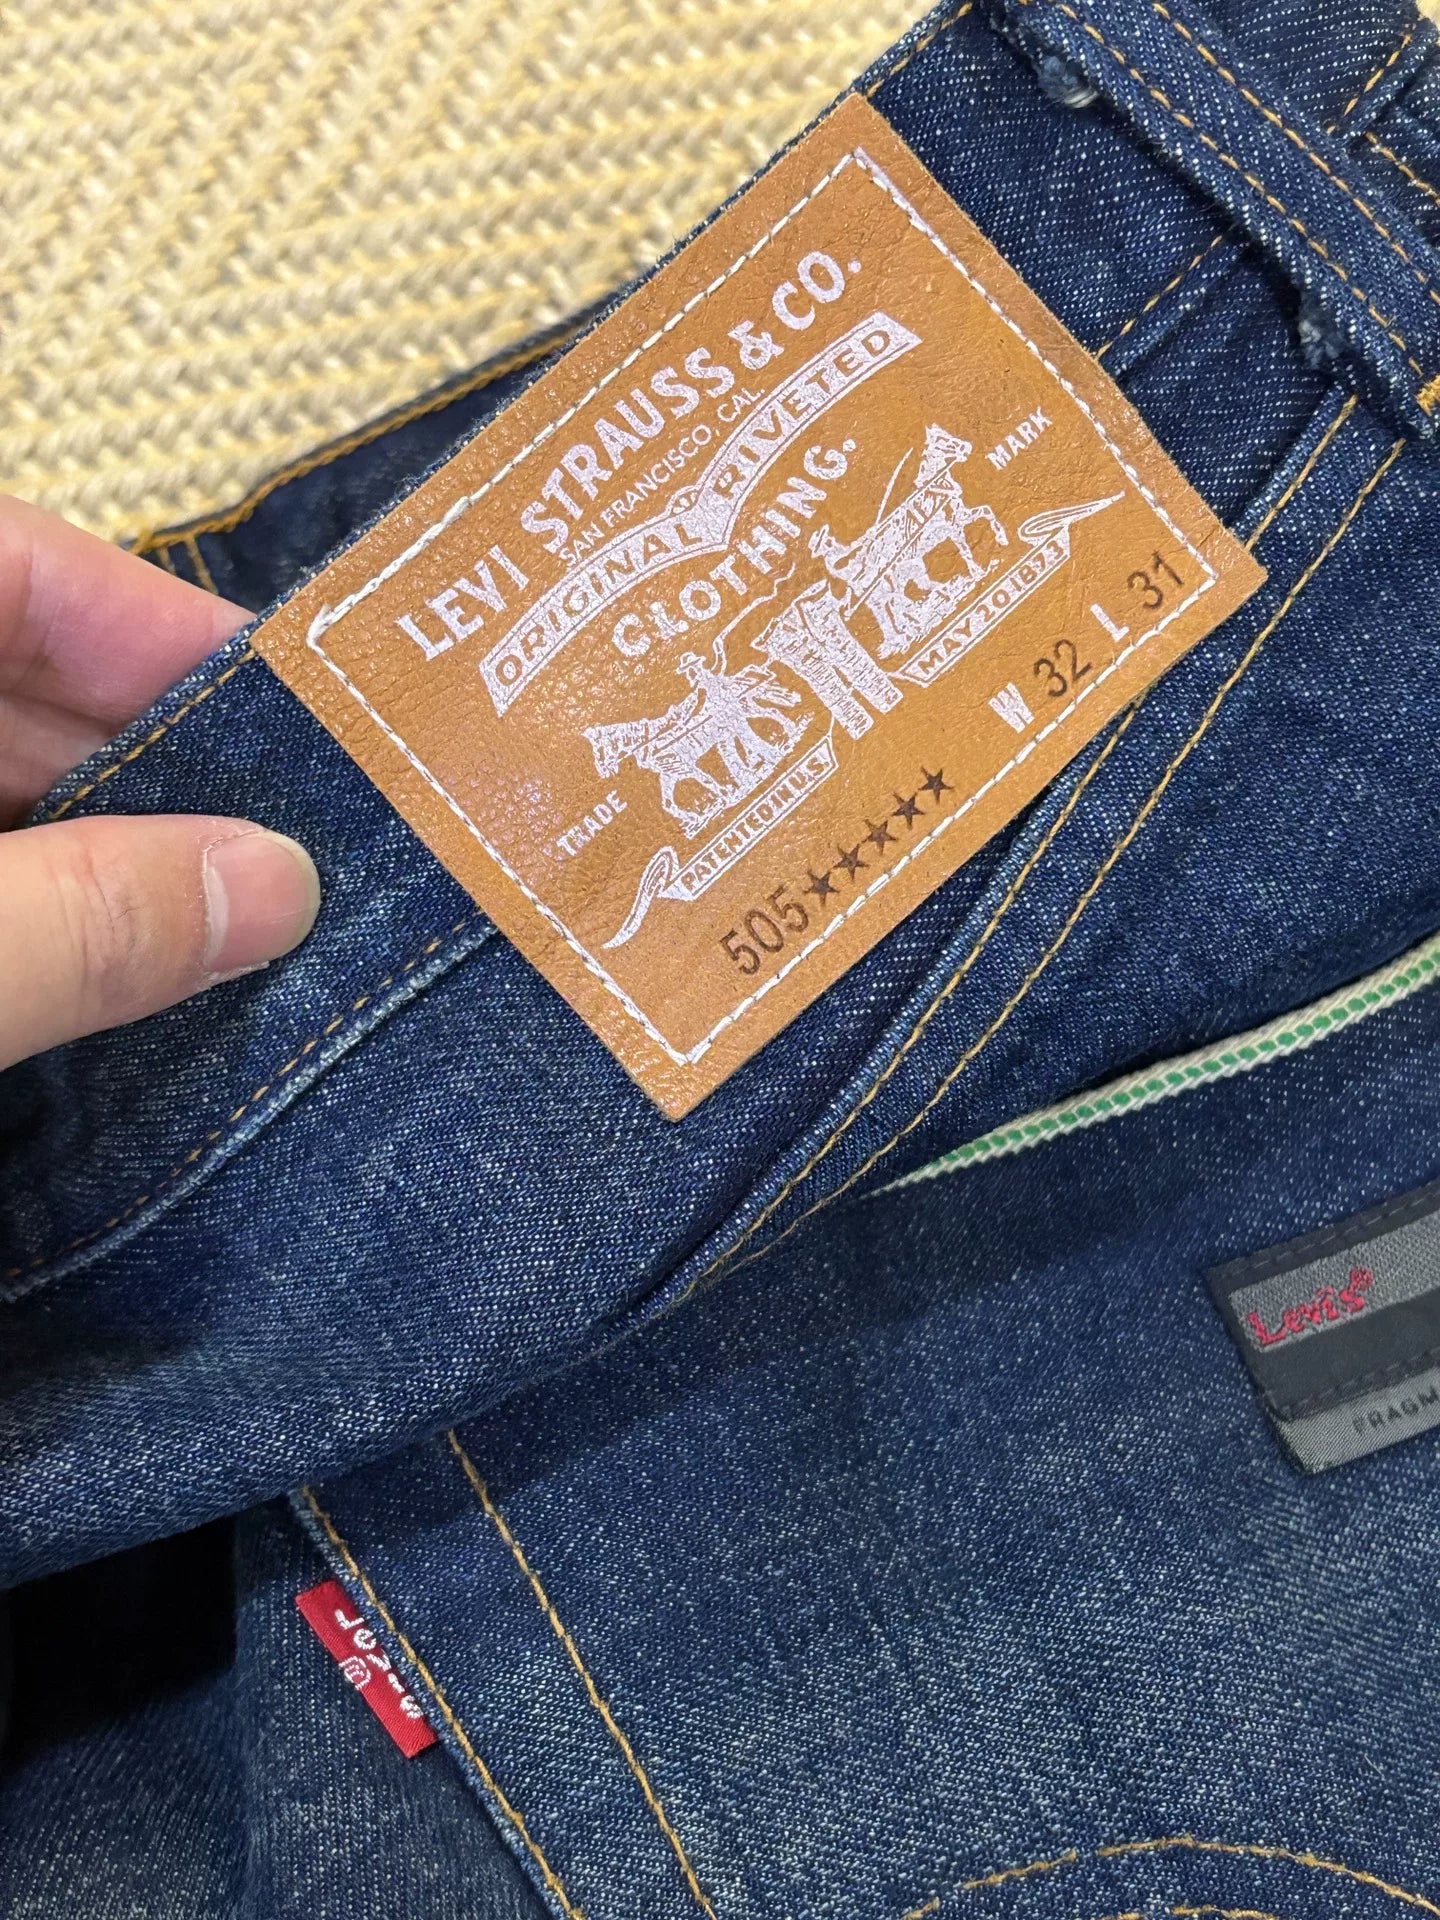 LEVI STRAUSS & CO.
SAN FRANCISCO, CAL.
ORIGINAL RIVETED
CLOTHING.
TRADE MARK
PATENTED IN U.S. MAY 20 1873
W 32 L 31
505★★★★★
Levi's®
FRAGM
Levi's
®